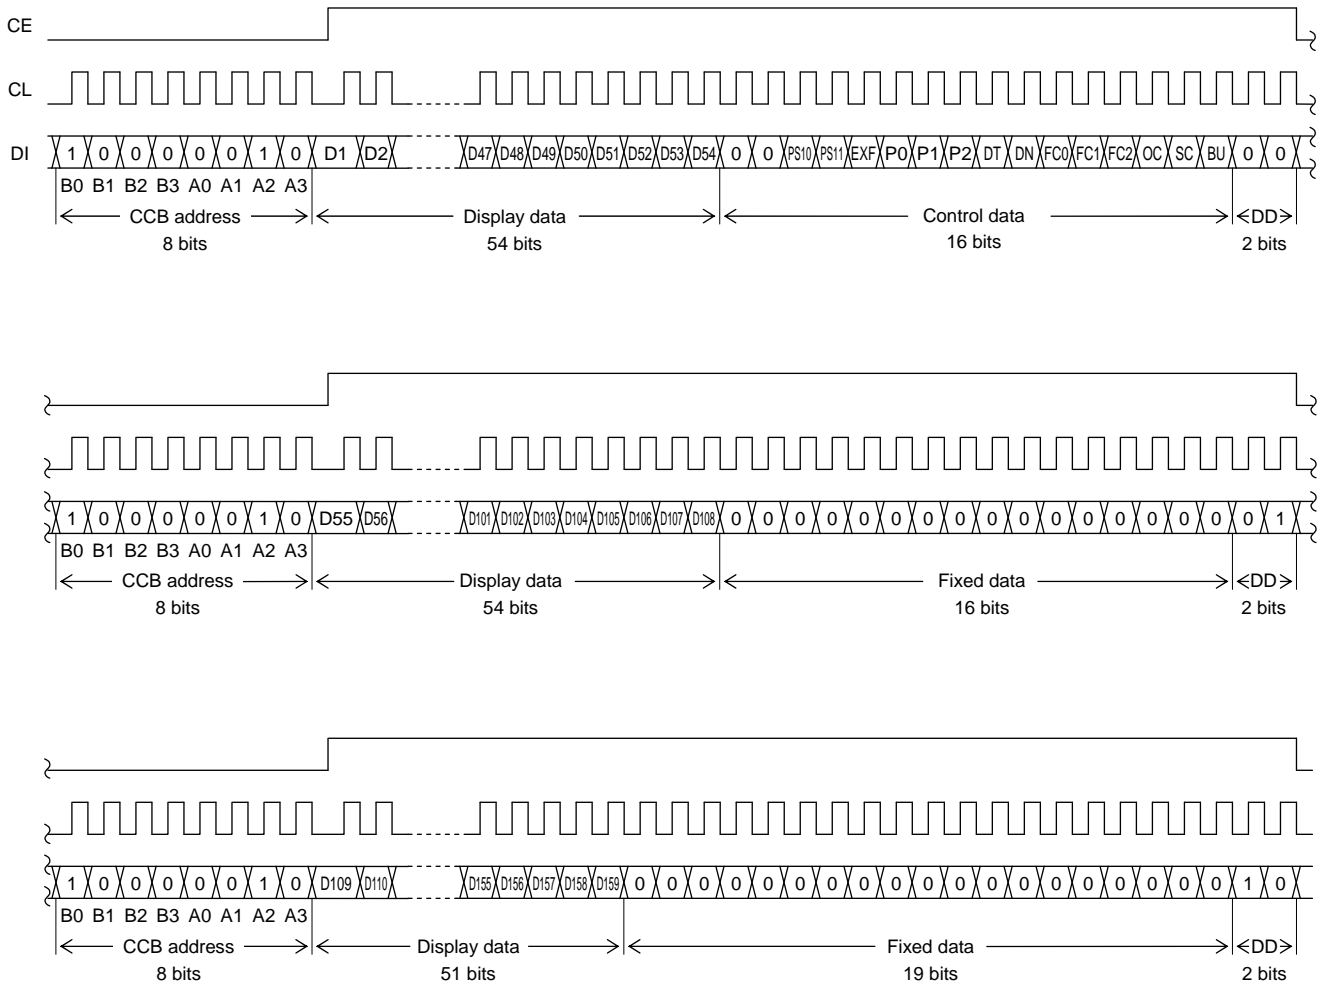 CE
CL
DI 1 0 0 0 0 0 1 0 D1 D2 D47 D48 D49 D50 D51 D52 D53 D54 0 0 PS10 PS11 EXF P0 P1 P2 DT DN FC0 FC1 FC2 OC SC BU 0 0
B0 B1 B2 B3 A0 A1 A2 A3
CCB address Display data Control data DD
8 bits 54 bits 16 bits 2 bits
1 0 0 0 0 0 1 0 D55 D56 D101 D102 D103 D104 D105 D106 D107 D108 0 0 0 0 0 0 0 0 0 0 0 0 0 0 0 0 0 1
B0 B1 B2 B3 A0 A1 A2 A3
CCB address Display data Fixed data DD
8 bits 54 bits 16 bits 2 bits
1 0 0 0 0 0 1 0 D109 D110 D155 D156 D157 D158 D159 0 0 0 0 0 0 0 0 0 0 0 0 0 0 0 0 0 0 0 1 0
B0 B1 B2 B3 A0 A1 A2 A3
CCB address Display data Fixed data DD
8 bits 51 bits 19 bits 2 bits